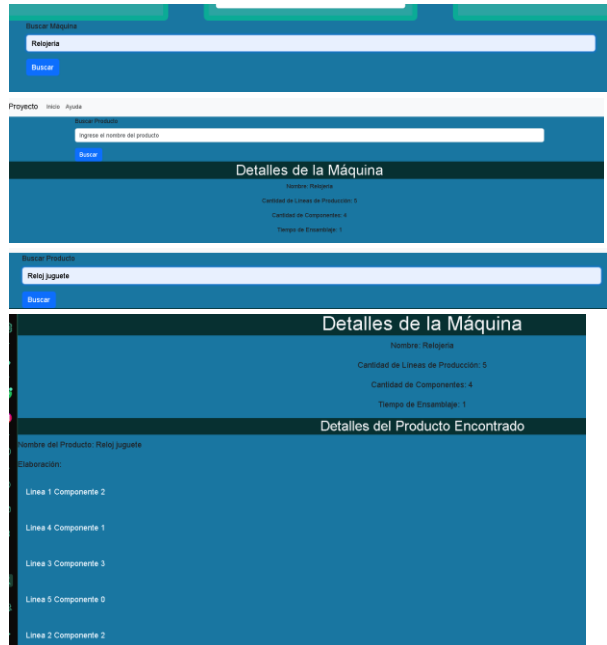 Buscar Máquina
Relojeria
Buscar
Proyecto Inicio Ayuda
Buscar Producto
Ingrese el nombre del producto
Buscar
Detalles de la Máquina
Nombre: Relojeria
Cantidad de Líneas de Producción: 5
Cantidad de Componentes: 4
Tiempo de Ensamblaje: 1
Buscar Producto
Reloj juguete
Buscar
Detalles de la Máquina
Nombre: Relojeria
Cantidad de Líneas de Producción: 5
Cantidad de Componentes: 4
Tiempo de Ensamblaje: 1
Detalles del Producto Encontrado
Nombre del Producto: Reloj juguete
Elaboración:
Linea 1 Componente 2
Linea 4 Componente 1
Linea 3 Componente 3
Linea 5 Componente 0
Linea 2 Componente 2